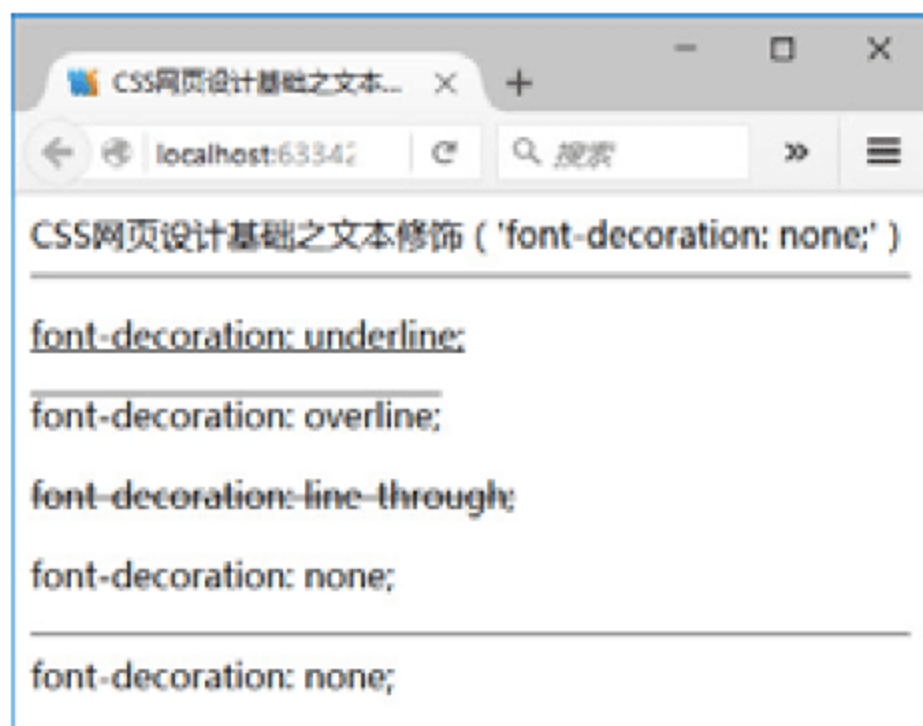 CSS网页设计基础之文本...
localhost:63342
搜索
CSS网页设计基础之文本修饰 ( 'font-decoration: none;' )
font-decoration: underline;
font-decoration: overline;
font-decoration: line-through;
font-decoration: none;
font-decoration: none;